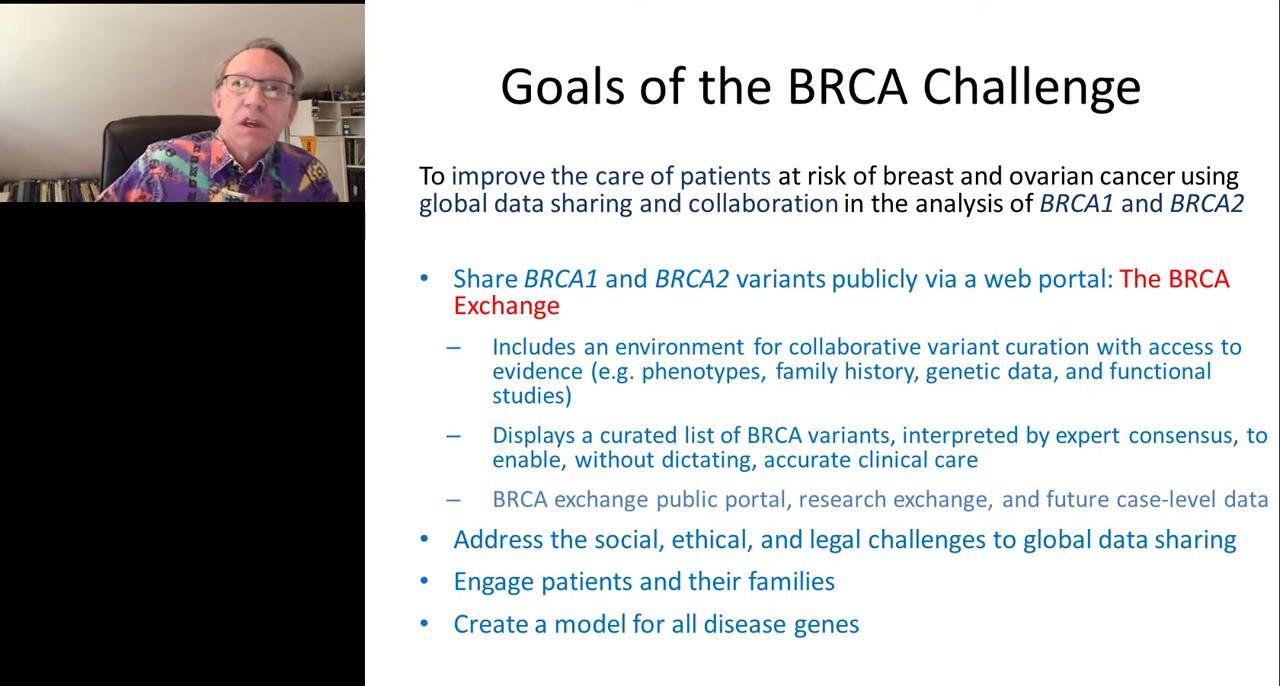 Goals of the BRCA Challenge
To improve the care of patients at risk of breast and ovarian cancer using
global data sharing and collaboration in the analysis of BRCA1 and BRCA2
• Share BRCA1 and BRCA2 variants publicly via a web portal: The BRCA
Exchange
– Includes an environment for collaborative variant curation with access to
evidence (e.g. phenotypes, family history, genetic data, and functional
studies)
– Displays a curated list of BRCA variants, interpreted by expert consensus, to
enable, without dictating, accurate clinical care
– BRCA exchange public portal, research exchange, and future case-level data
• Address the social, ethical, and legal challenges to global data sharing
• Engage patients and their families
• Create a model for all disease genes